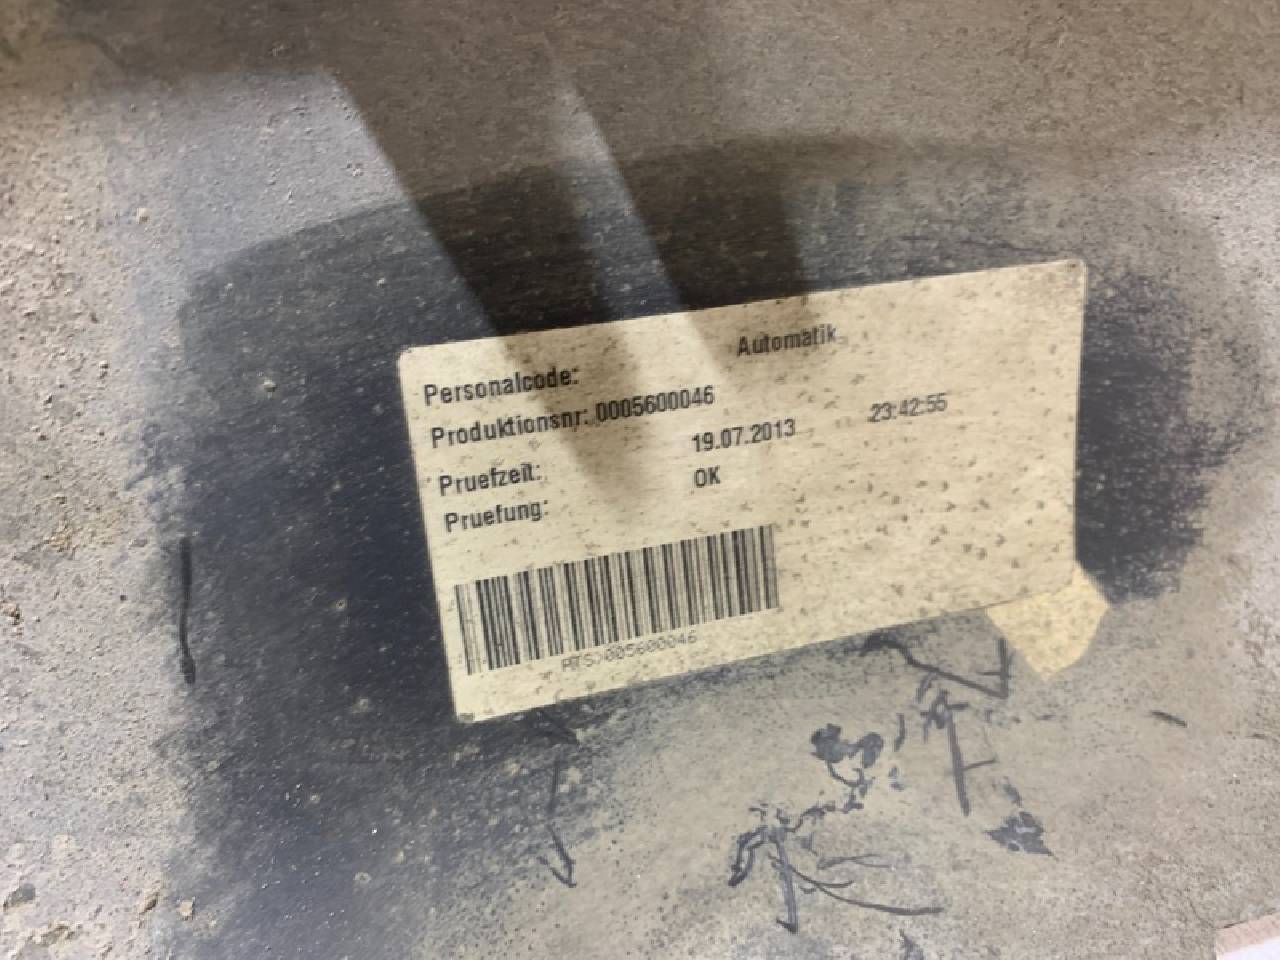 Automatik
Personalcode:
Produktionsnr: 0005600046
Pruefzeit: 19.07.2013 23:42:55
Pruefung: OK